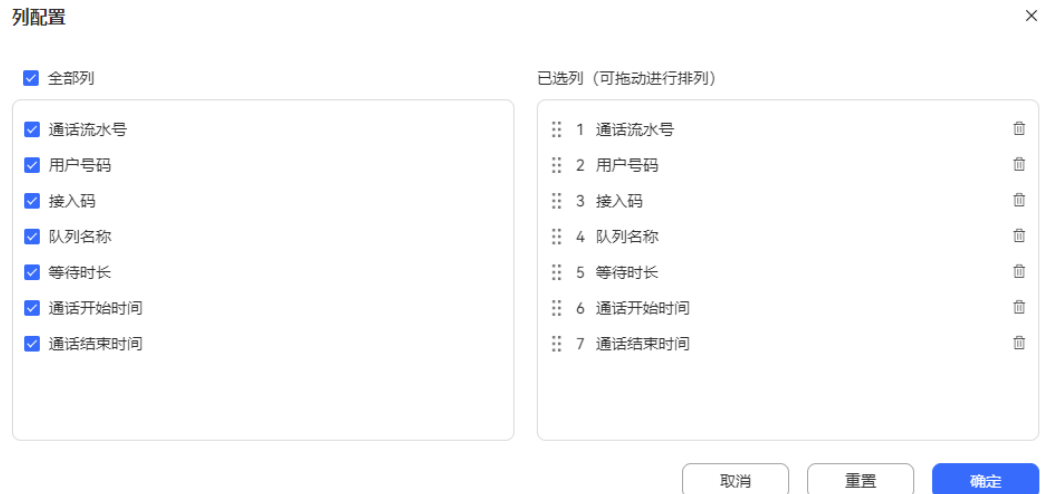 列配置
全部列
通话流水号
用户号码
接入码
队列名称
等待时长
通话开始时间
通话结束时间
已选列（可拖动进行排列）
1 通话流水号
2 用户号码
3 接入码
4 队列名称
5 等待时长
6 通话开始时间
7 通话结束时间
取消 重置 确定